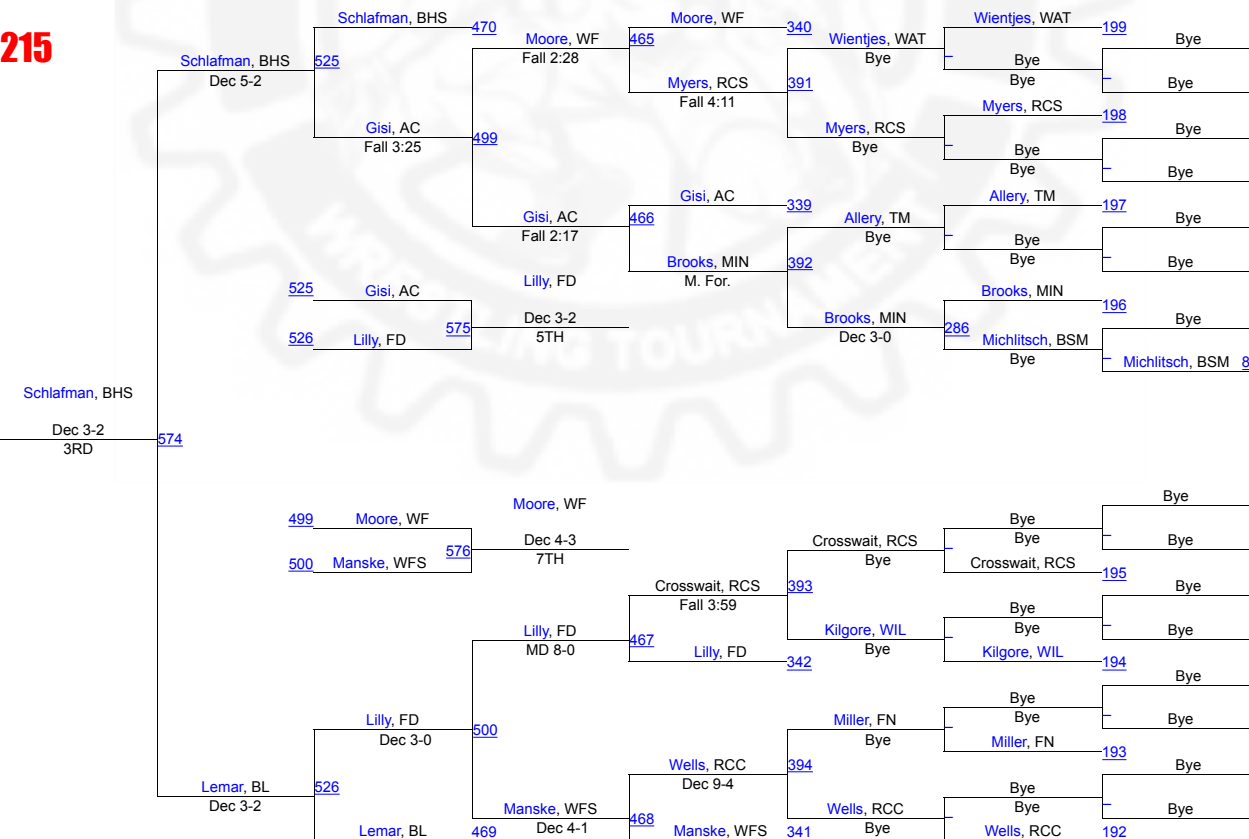 215
Schlafman, BHS
470
Moore, WF
340
Wientjes, WAT
199
Bye
Moore, WF
465
Wientjes, WAT
Schlafman, BHS
525
Fall 2:28
Bye
–
Bye
Dec 5-2
Myers, RCS
391
Bye
–
Bye
Fall 4:11
Myers, RCS
198
Gisi, AC
499
Myers, RCS
Bye
Fall 3:25
Bye
–
Bye
Bye
–
Bye
Gisi, AC
339
Allery, TM
197
Gisi, AC
466
Allery, TM
Bye
Fall 2:17
Bye
–
Bye
Brooks, MIN
392
Bye
–
Bye
Lilly, FD
M. For.
525
Gisi, AC
Brooks, MIN
196
Dec 3-2
Brooks, MIN
Bye
526
Lilly, FD
575
5TH
Dec 3-0
286
Michlitsch, BSM
Bye
–
Michlitsch, BSM
8
Schlafman, BHS
Dec 3-2
574
3RD
WRESTLING TOURNAMENT
Bye
Moore, WF
499
Moore, WF
Bye
Dec 4-3
Crosswait, RCS
Bye
–
Bye
500
Manske, WFS
576
7TH
Bye
–
Crosswait, RCS
195
Crosswait, RCS
393
Bye
Fall 3:59
Bye
Lilly, FD
467
Kilgore, WIL
Bye
–
Bye
MD 8-0
Lilly, FD
342
Bye
–
Kilgore, WIL
194
Bye
Bye
Lilly, FD
500
Miller, FN
Bye
–
Bye
Dec 3-0
Bye
–
Miller, FN
193
Wells, RCC
394
Bye
Lemar, BL
526
Dec 9-4
Bye
Dec 3-2
Manske, WFS
468
Wells, RCC
Bye
–
Bye
Lemar, BL
469
Dec 4-1
Manske, WFS
341
Bye
–
Wells, RCC
192